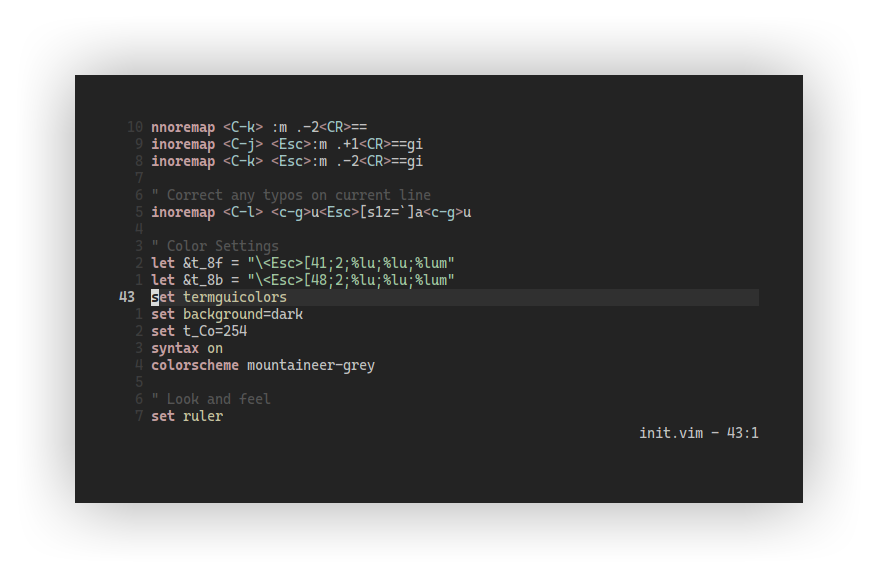 10 nnoremap <C-k> :m .-2<CR>==
9 inoremap <C-j> <Esc>:m .+1<CR>==gi
8 inoremap <C-k> <Esc>:m .-2<CR>==gi
7
6 " Correct any typos on current line
5 inoremap <C-l> <c-g>u<Esc>[s1z=`]a<c-g>u
4
3 " Color Settings
2 let &t_8f = "\<Esc>[41;2;%lu;%lu;%lum"
1 let &t_8b = "\<Esc>[48;2;%lu;%lu;%lum"
43 set termguicolors
1 set background=dark
2 set t_Co=254
3 syntax on
4 colorscheme mountaineer-grey
5
6 " Look and feel
7 set ruler
init.vim - 43:1